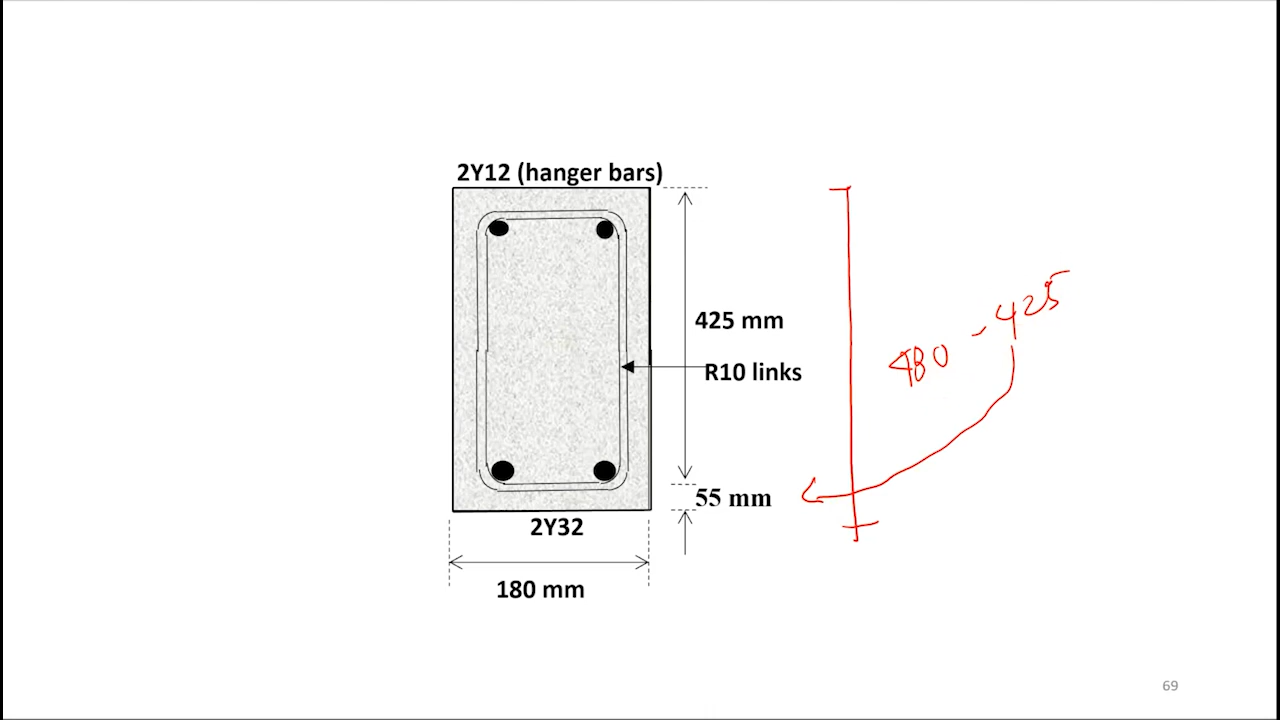 2Y12 (hanger bars)
425 mm
480 - 425
R10 links
55 mm
2Y32
180 mm
69